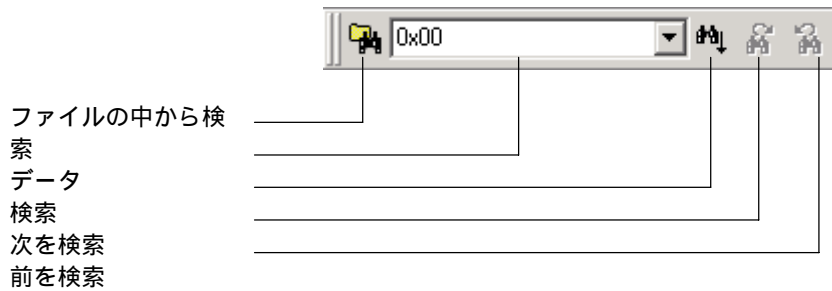 0x00
ファイルの中から検
索
データ
検索
次を検索
前を検索